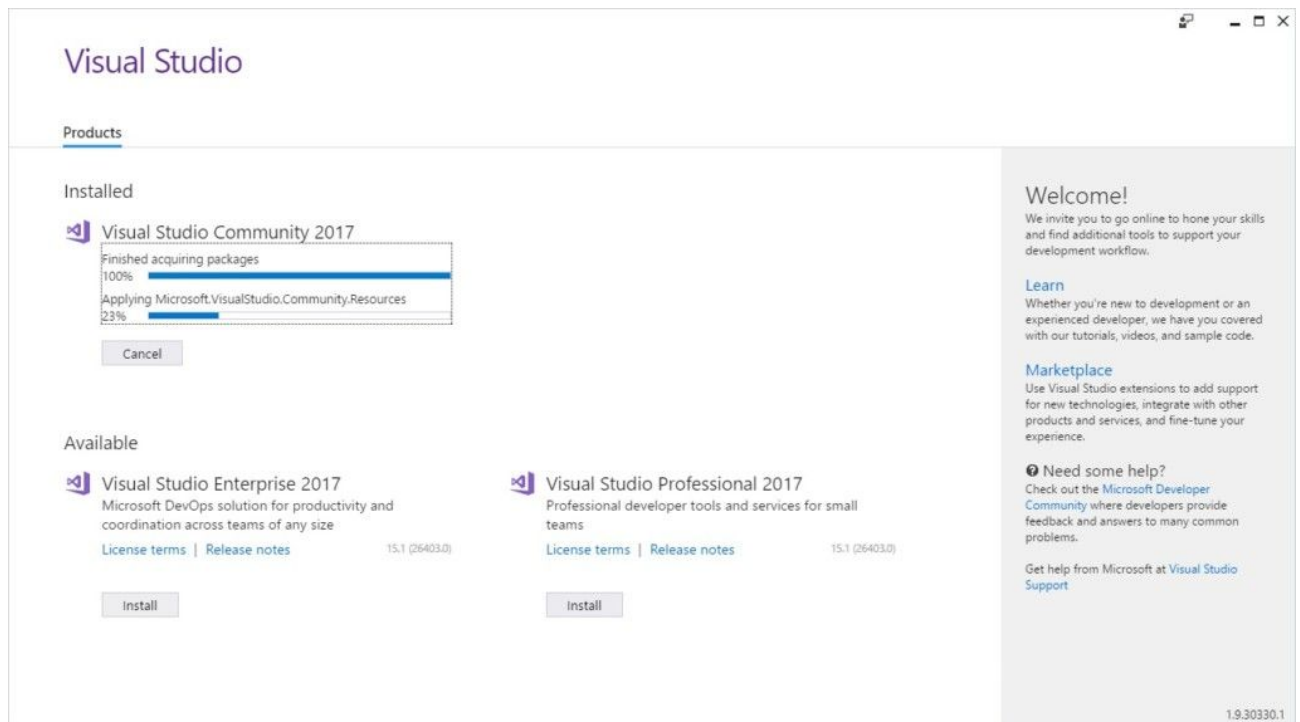 Visual Studio
Products
Installed
Visual Studio Community 2017
Finished acquiring packages
100%
Applying Microsoft.VisualStudio.Community.Resources
23%
Cancel
Available
Visual Studio Enterprise 2017
Microsoft DevOps solution for productivity and
coordination across teams of any size
License terms | Release notes
15.1 (26403.0)
Install
Visual Studio Professional 2017
Professional developer tools and services for small
teams
License terms | Release notes
15.1 (26403.0)
Install
Welcome!
We invite you to go online to hone your skills
and find additional tools to support your
development workflow.
Learn
Whether you're new to development or an
experienced developer, we have you covered
with our tutorials, videos, and sample code.
Marketplace
Use Visual Studio extensions to add support
for new technologies, integrate with other
products and services, and fine-tune your
experience.
Need some help?
Check out the Microsoft Developer
Community where developers provide
feedback and answers to many common
problems.
Get help from Microsoft at Visual Studio
Support
1.9.30330.1